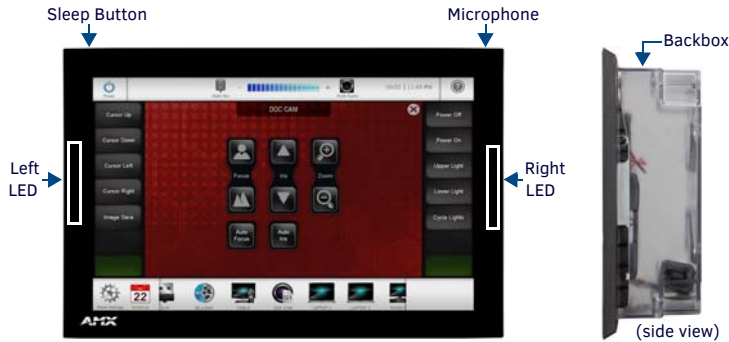 Sleep Button
Microphone
Backbox
Left
LED
Right
LED
(side view)
DOC CAM
Cursor Up
Cursor Down
Cursor Left
Cursor Right
Image Save
Focus
Iris
Zoom
Auto
Focus
Auto
Iris
Power Off
Power On
Upper Light
Lower Light
Cycle Lights
22
AMX